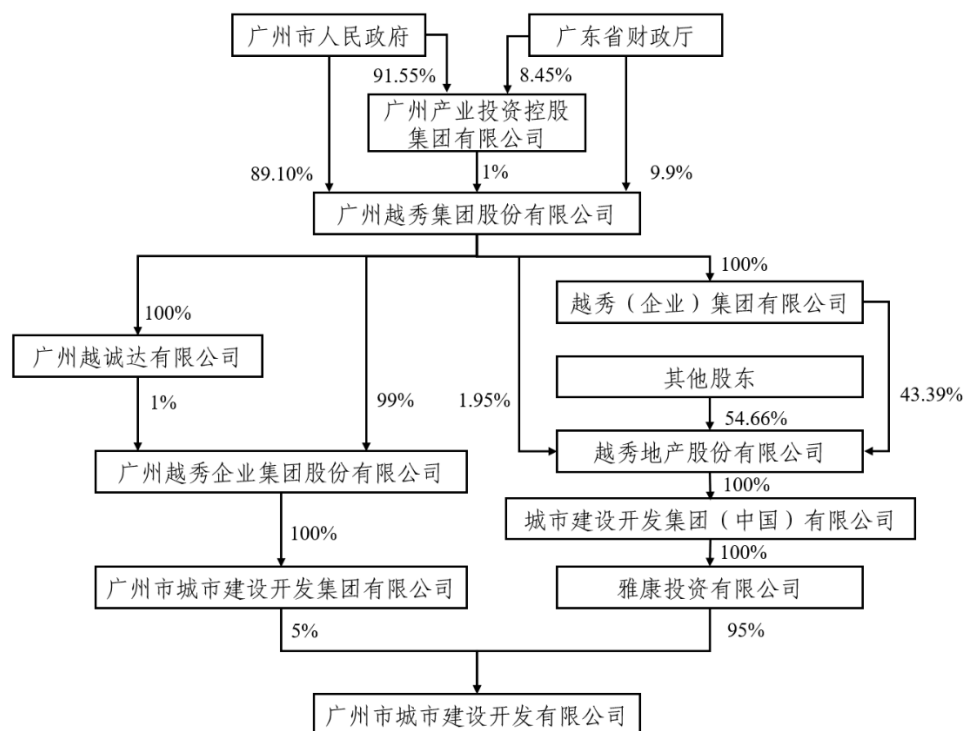 广州市人民政府
广东省财政厅
91.55%
8.45%
广州产业投资控股
集团有限公司
89.10%
1%
9.9%
广州越秀集团股份有限公司
100%
越秀（企业）集团有限公司
100%
广州越诚达有限公司
其他股东
1%
99%
1.95%
43.39%
54.66%
越秀地产股份有限公司
广州越秀企业集团股份有限公司
100%
城市建设开发集团（中国）有限公司
100%
100%
广州市城市建设开发集团有限公司
雅康投资有限公司
5%
95%
广州市城市建设开发有限公司